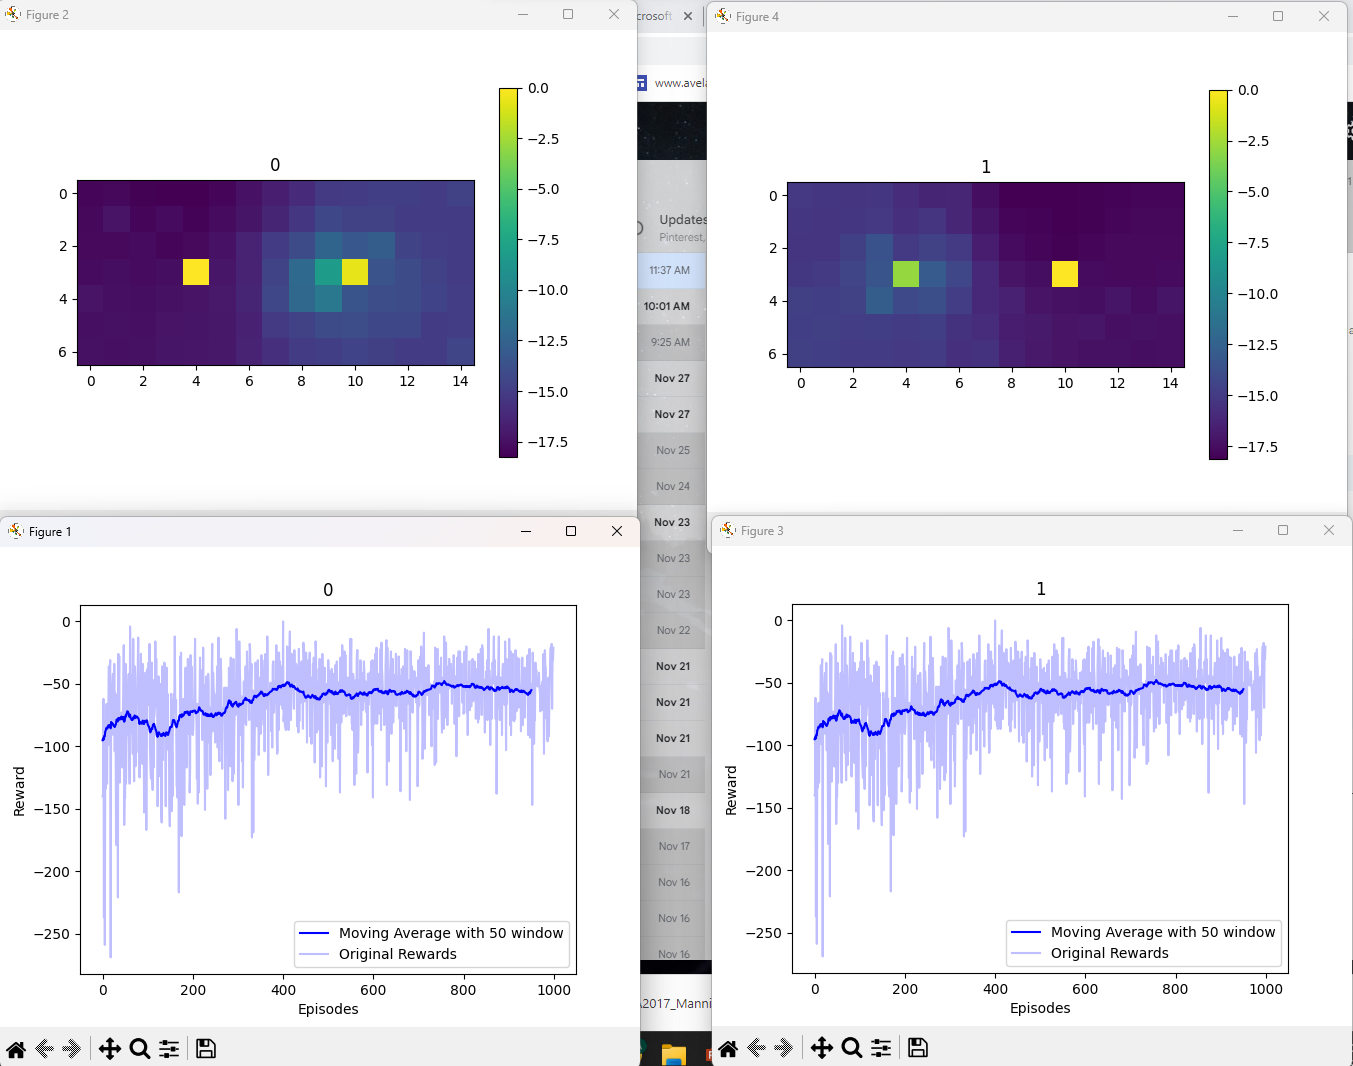 Figure 2
0
0.0
−2.5
−5.0
−7.5
−10.0
−12.5
−15.0
−17.5
0
2
4
6
0 2 4 6 8 10 12 14
crosoft
www.avela
Updates
Pinterest,
11:37 AM
10:01 AM
9:25 AM
Nov 27
Nov 27
Nov 25
Nov 24
Nov 23
Nov 23
Nov 23
Nov 22
Nov 21
Nov 21
Nov 21
Nov 21
Nov 18
Nov 17
Nov 16
Nov 16
Nov 16
A2017_Manni
Figure 4
1
0.0
−2.5
−5.0
−7.5
−10.0
−12.5
−15.0
−17.5
0
2
4
6
0 2 4 6 8 10 12 14
Figure 1
0
0
−50
−100
−150
−200
−250
Reward
Moving Average with 50 window
Original Rewards
0 200 400 600 800 1000
Episodes
Figure 3
1
0
−50
−100
−150
−200
−250
Reward
Moving Average with 50 window
Original Rewards
0 200 400 600 800 1000
Episodes